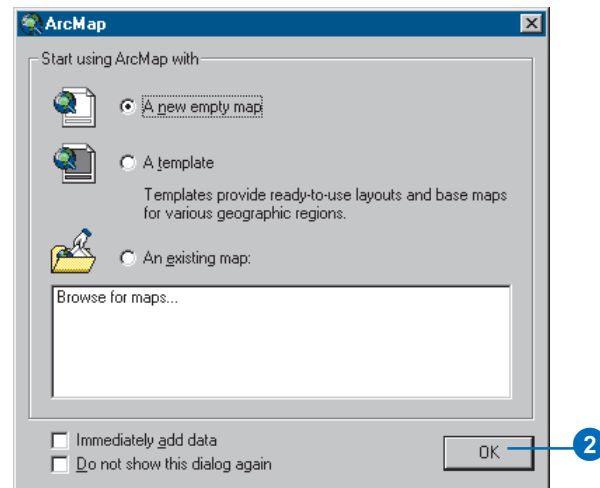 ArcMap
Start using ArcMap with
A new empty map
A template
Templates provide ready-to-use layouts and base maps
for various geographic regions.
An existing map:
Browse for maps...
Immediately add data
Do not show this dialog again
OK
2